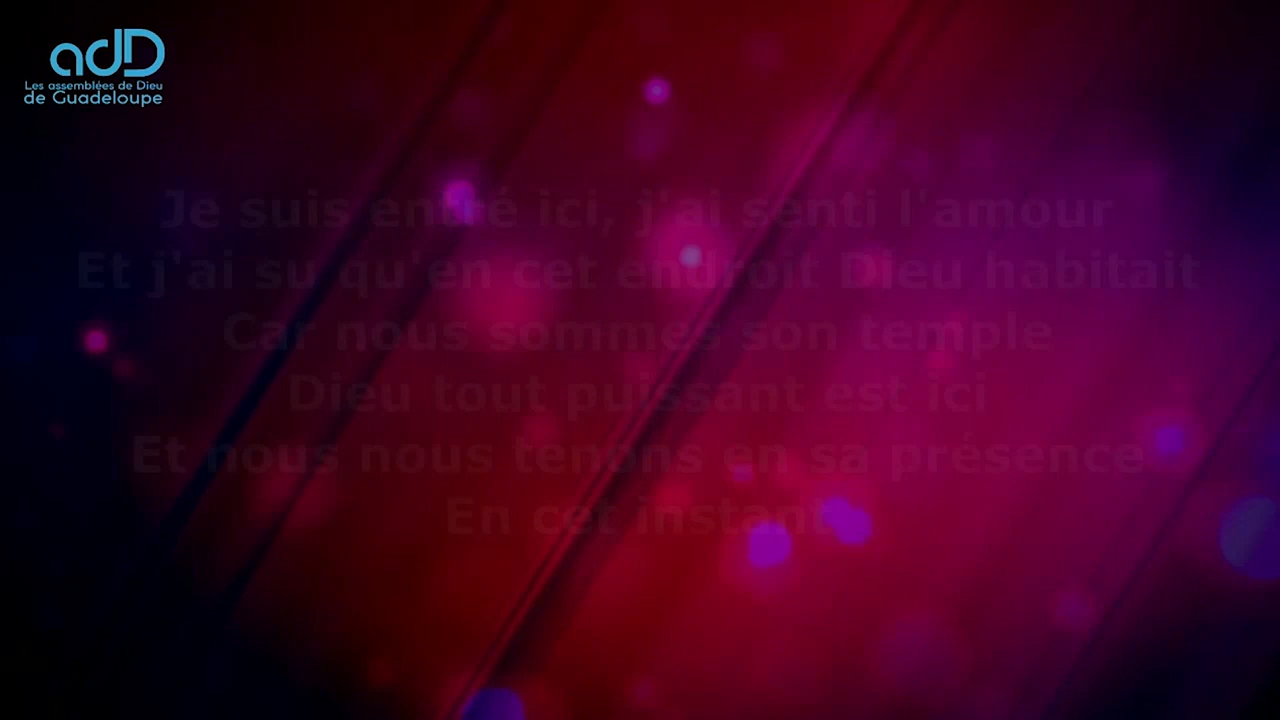 adD
Les assemblées de Dieu
de Guadeloupe
Je suis entré ici, j'ai senti l'amour
Et j'ai su qu'en cet endroit Dieu habitait
Car nous sommes son temple
Dieu tout puissant est ici
Et nous nous tenons en sa présence
En cet instant